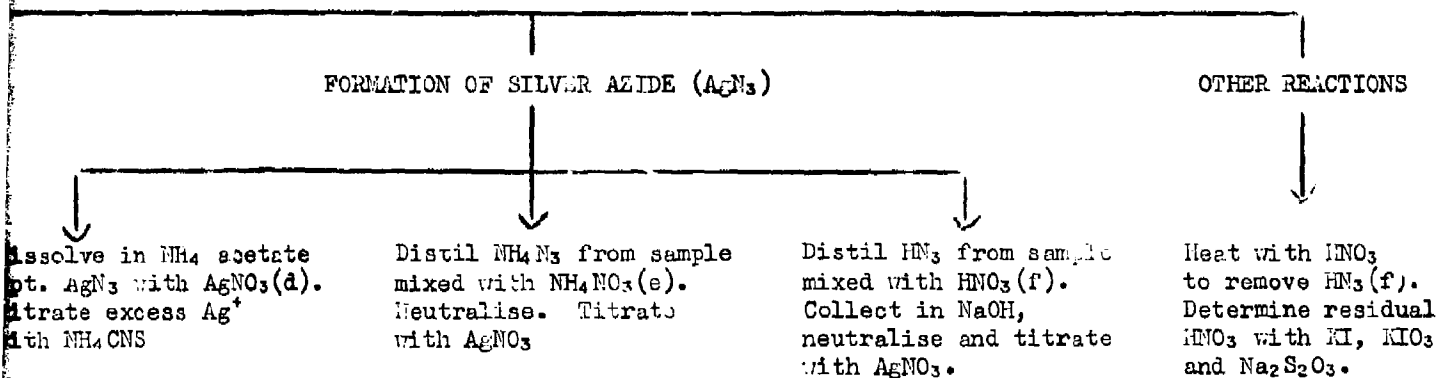 FORMATION OF SILVER AZIDE (AgN₃)
OTHER REACTIONS
issolve in NH₄ acetate
pt. AgN₃ with AgNO₃(d).
itrate excess Ag⁺
ith NH₄CNS
Distil NH₄N₃ from sample
mixed with NH₄NO₃(e).
Neutralise. Titrate
with AgNO₃
Distil HN₃ from sample
mixed with HNO₃(f).
Collect in NaOH,
neutralise and titrate
with AgNO₃.
Heat with HNO₃
to remove HN₃(f).
Determine residual
HNO₃ with KI, KIO₃
and Na₂S₂O₃.